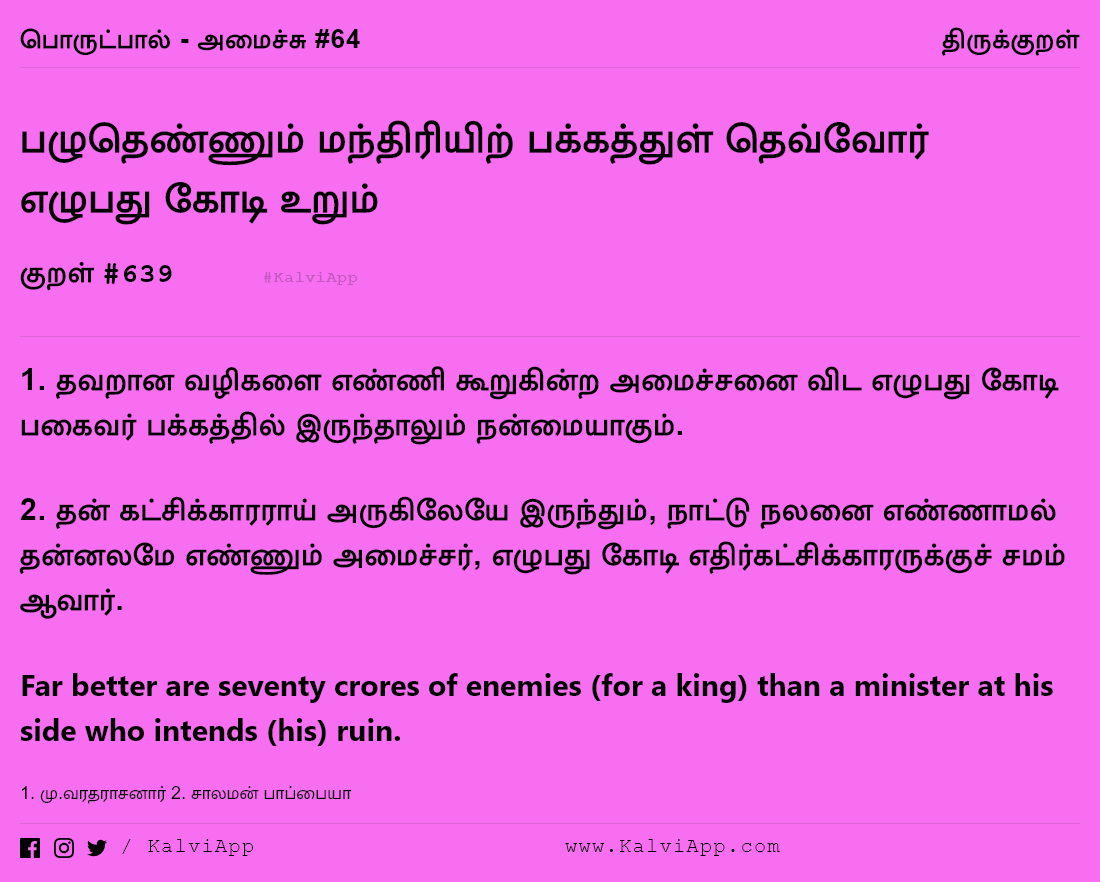 பொருட்பால் - அமைச்சு #64 திருக்குறள்
பழுதெண்ணும் மந்திரியிற் பக்கத்துள் தெவ்வோர்
எழுபது கோடி உறும்
குறள் #639 #KalviApp
1. தவறான வழிகளை எண்ணி கூறுகின்ற அமைச்சனை விட எழுபது கோடி
பகைவர் பக்கத்தில் இருந்தாலும் நன்மையாகும்.
2. தன் கட்சிக்காரராய் அருகிலேயே இருந்தும், நாட்டு நலனை எண்ணாமல்
தன்னலமே எண்ணும் அமைச்சர், எழுபது கோடி எதிர்கட்சிக்காரருக்குச் சமம்
ஆவார்.
Far better are seventy crores of enemies (for a king) than a minister at his
side who intends (his) ruin.
1. மு.வரதராசனார் 2. சாலமன் பாப்பையா
/ KalviApp www.KalviApp.com